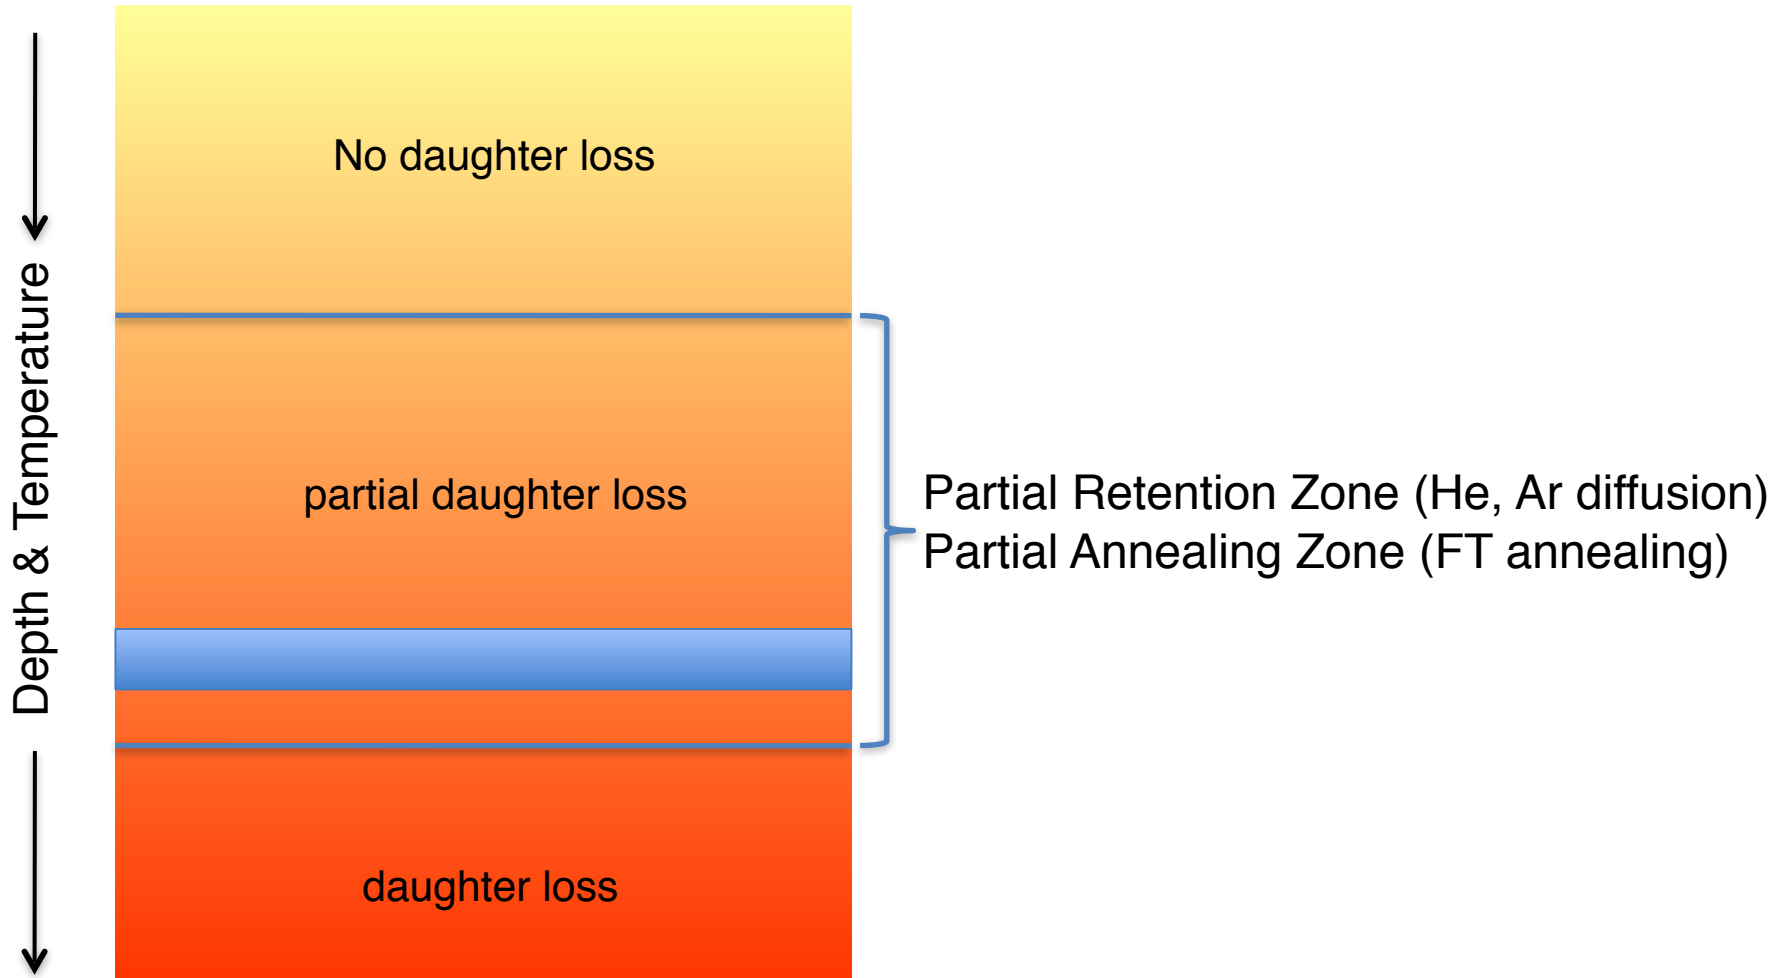 Depth & Temperature
No daughter loss
partial daughter loss
Partial Retention Zone (He, Ar diffusion)
Partial Annealing Zone (FT annealing)
daughter loss